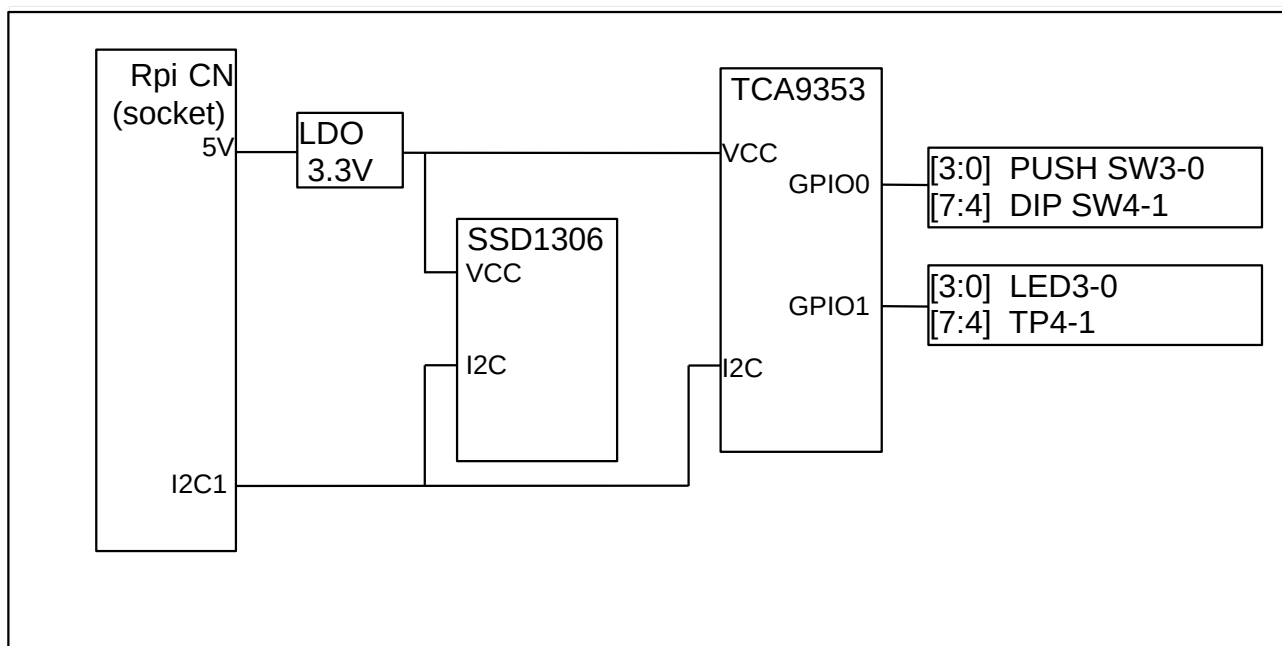 Rpi CN
(socket)
5V
I2C1
LDO
3.3V
SSD1306
VCC
I2C
TCA9353
VCC
GPIO0
GPIO1
I2C
[3:0] PUSH SW3-0
[7:4] DIP SW4-1
[3:0] LED3-0
[7:4] TP4-1